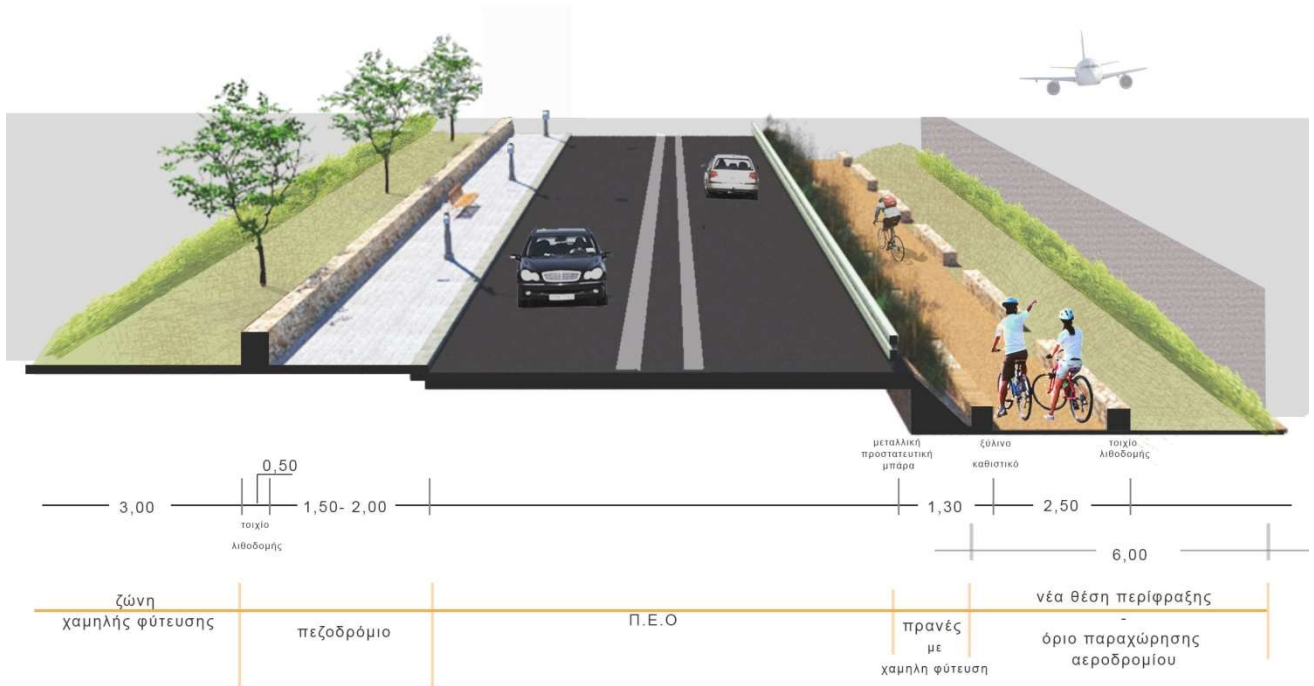 μεταλλική
προστατευτική
μπάρα
ξύλινο
καθιστικό
τοιχίο
λιθοδομής
0,50
3,00
1,50- 2,00
1,30
2,50
τοιχίο
λιθοδομής
6,00
ζώνη
χαμηλής φύτευσης
πεζοδρόμιο
Π.Ε.Ο
πρανές
με
χαμηλη φύτευση
νέα θέση περίφραξης
-
όριο παραχώρησης
αεροδρομίου